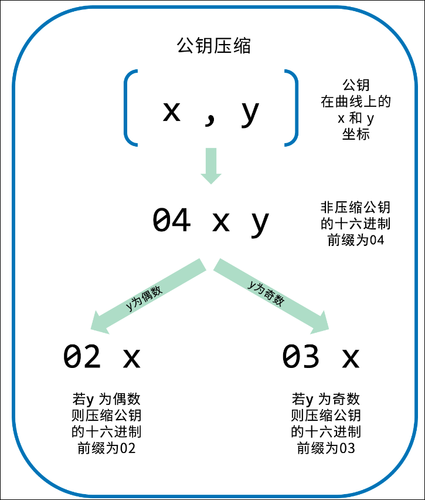 公钥压缩
x , y
公钥
在曲线上的
x 和 y
坐标
04 x y
非压缩公钥
的十六进制
前缀为04
y为偶数
y为奇数
02 x
03 x
若y 为偶数
则压缩公钥
的十六进制
前缀为02
若y 为奇数
则压缩公钥
的十六进制
前缀为03